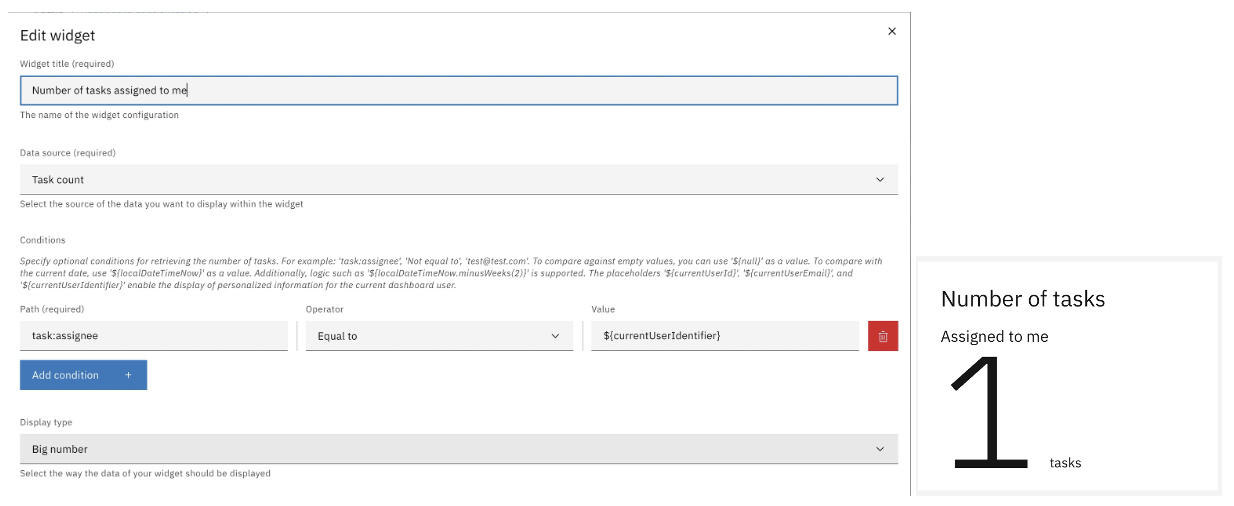 Edit widget
Widget title (required)
Number of tasks assigned to me
The name of the widget configuration
Data source (required)
Task count
Select the source of the data you want to display within the widget
Conditions
Specify optional conditions for retrieving the number of tasks. For example: 'task:assignee', 'Not equal to', 'test@test.com'. To compare against empty values, you can use '${null}' as a value. To compare with
the current date, use '${localDateTimeNow}' as a value. Additionally, logic such as '${localDateTimeNow.minusWeeks(2)}' is supported. The placeholders '${currentUserId}', '${currentUserEmail}', and
'${currentUserIdentifier}' enable the display of personalized information for the current dashboard user.
Path (required) Operator Value
task:assignee Equal to ${currentUserIdentifier}
Add condition +
Display type
Big number
Select the way the data of your widget should be displayed
Number of tasks
Assigned to me
1 tasks